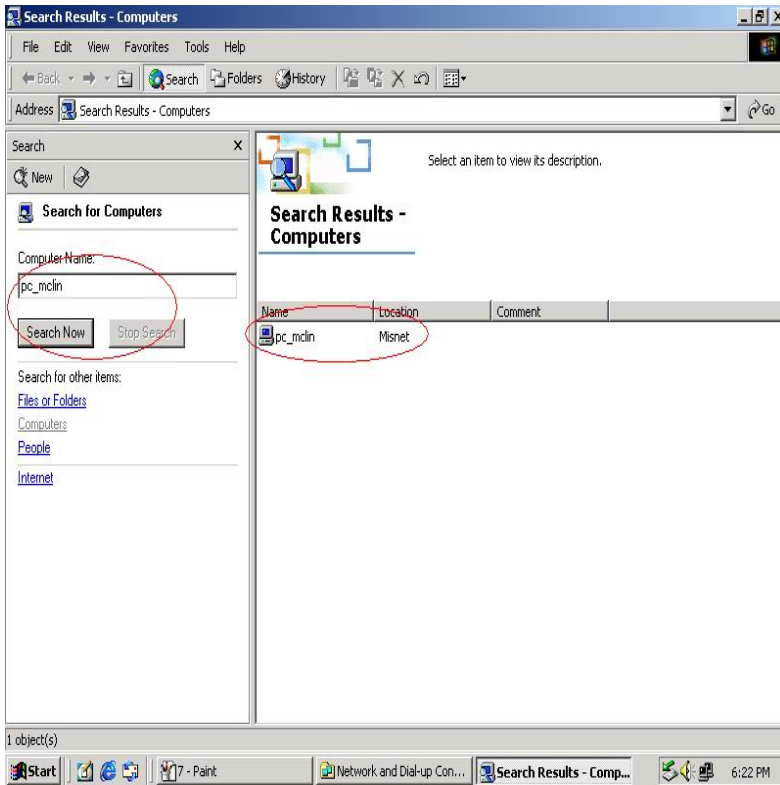 Search Results - Computers
File Edit View Favorites Tools Help
Back Search Folders History
Address Search Results - Computers Go
Search
New
Search for Computers
Computer Name:
pc_mclin
Search Now Stop Search
Search for other items:
Files or Folders
Computers
People
Internet
Select an item to view its description.
Search Results -
Computers
Name Location Comment
pc_mclin Misnet
1 object(s)
Start 7 - Paint Network and Dial-up Con... Search Results - Comp... 6:22 PM